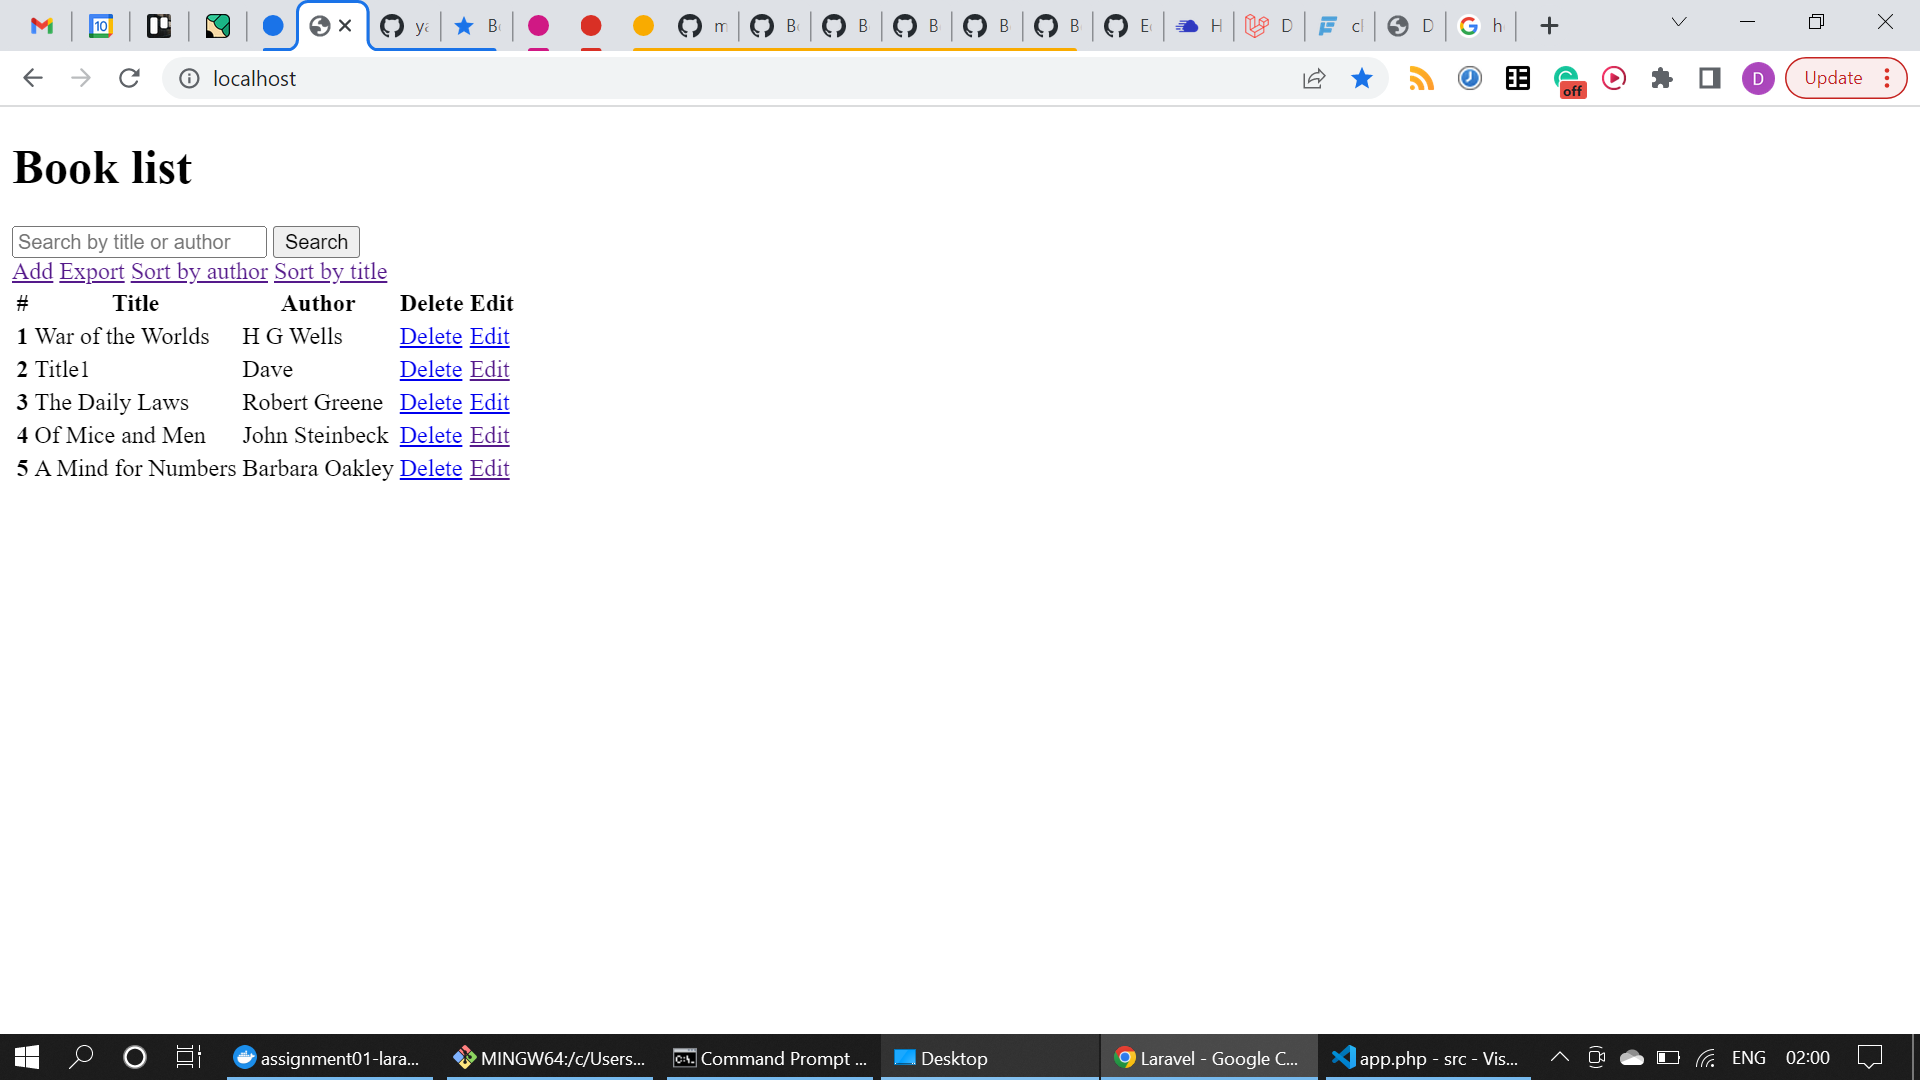 10
ya
Bo
m
Bo
B
B
B
B
Ec
H
D
cl
D
h
localhost
off
D
Update
Book list
Search by title or author
Search
Add Export Sort by author Sort by title
# Title Author Delete Edit
1 War of the Worlds H G Wells Delete Edit
2 Title1 Dave Delete Edit
3 The Daily Laws Robert Greene Delete Edit
4 Of Mice and Men John Steinbeck Delete Edit
5 A Mind for Numbers Barbara Oakley Delete Edit
assignment01-lara...
MINGW64:/c/Users...
Command Prompt ...
Desktop
Laravel - Google C...
app.php - src - Vis...
ENG
02:00